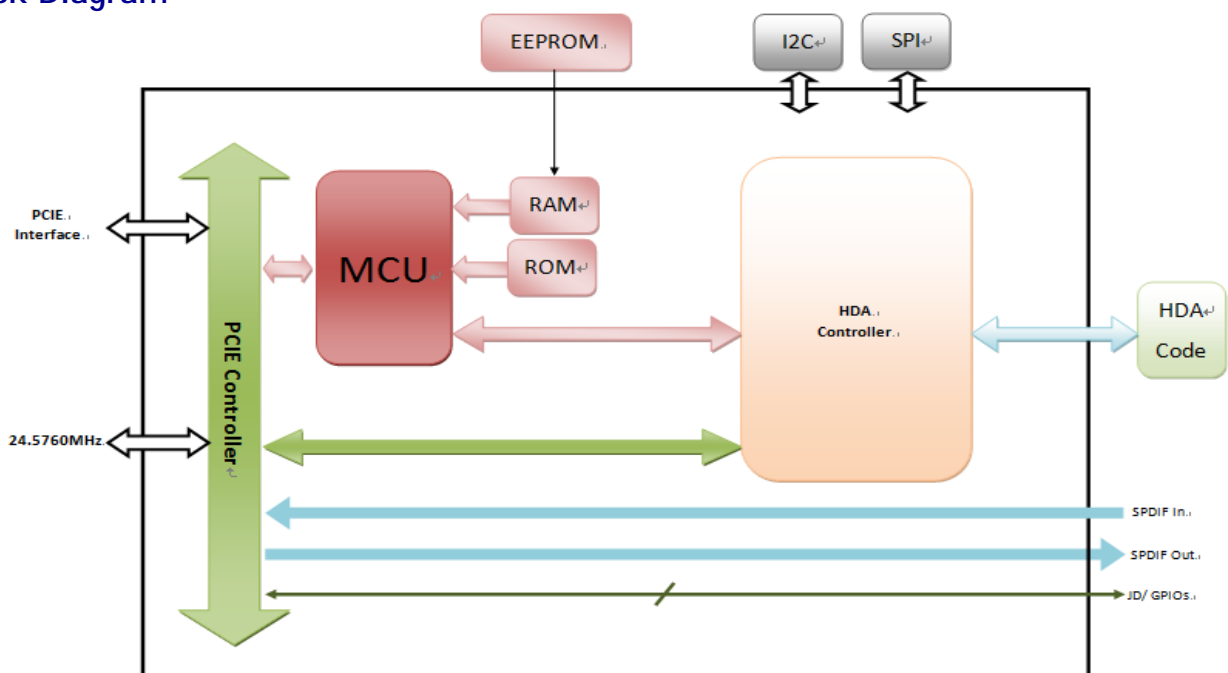 EEPROM
I2C
SPI
PCIE
Interface
MCU
RAM
ROM
HDA
Controller
HDA
Code
PCIE Controller
24.5760MHz
SPDIF In
SPDIF Out
JD/ GPIOs